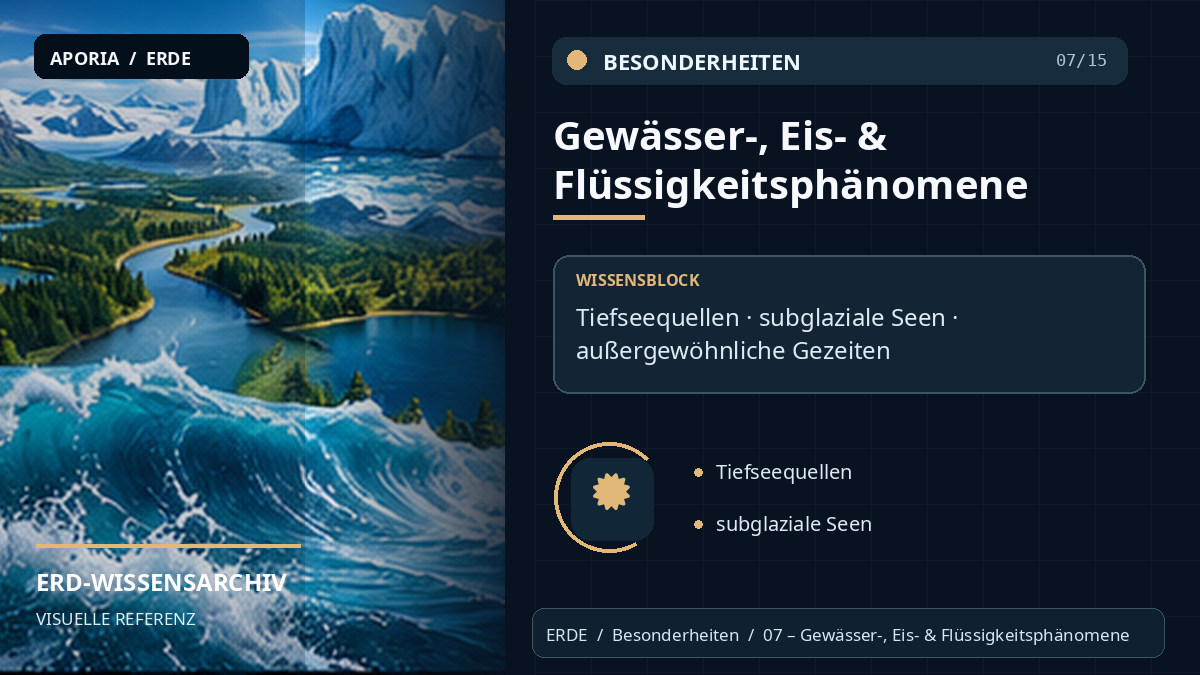 APORIA / ERDE
ERD-WISSENSARCHIV
VISUELLE REFERENZ
BESONDERHEITEN
07/15
Gewässer-, Eis- &
Flüssigkeitsphänomene
WISSENSBLOCK
Tiefseequellen · subglaziale Seen ·
außergewöhnliche Gezeiten
Tiefseequellen
subglaziale Seen
ERDE / Besonderheiten / 07 – Gewässer-, Eis- & Flüssigkeitsphänomene